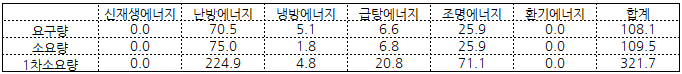 신재생에너지 난방에너지 냉방에너지 급탕에너지 조명에너지 환기에너지 합계
요구량 0.0 70.5 5.1 6.6 25.9 0.0 108.1
소요량 0.0 75.0 1.8 6.8 25.9 0.0 109.5
1차소요량 0.0 224.9 4.8 20.8 71.1 0.0 321.7